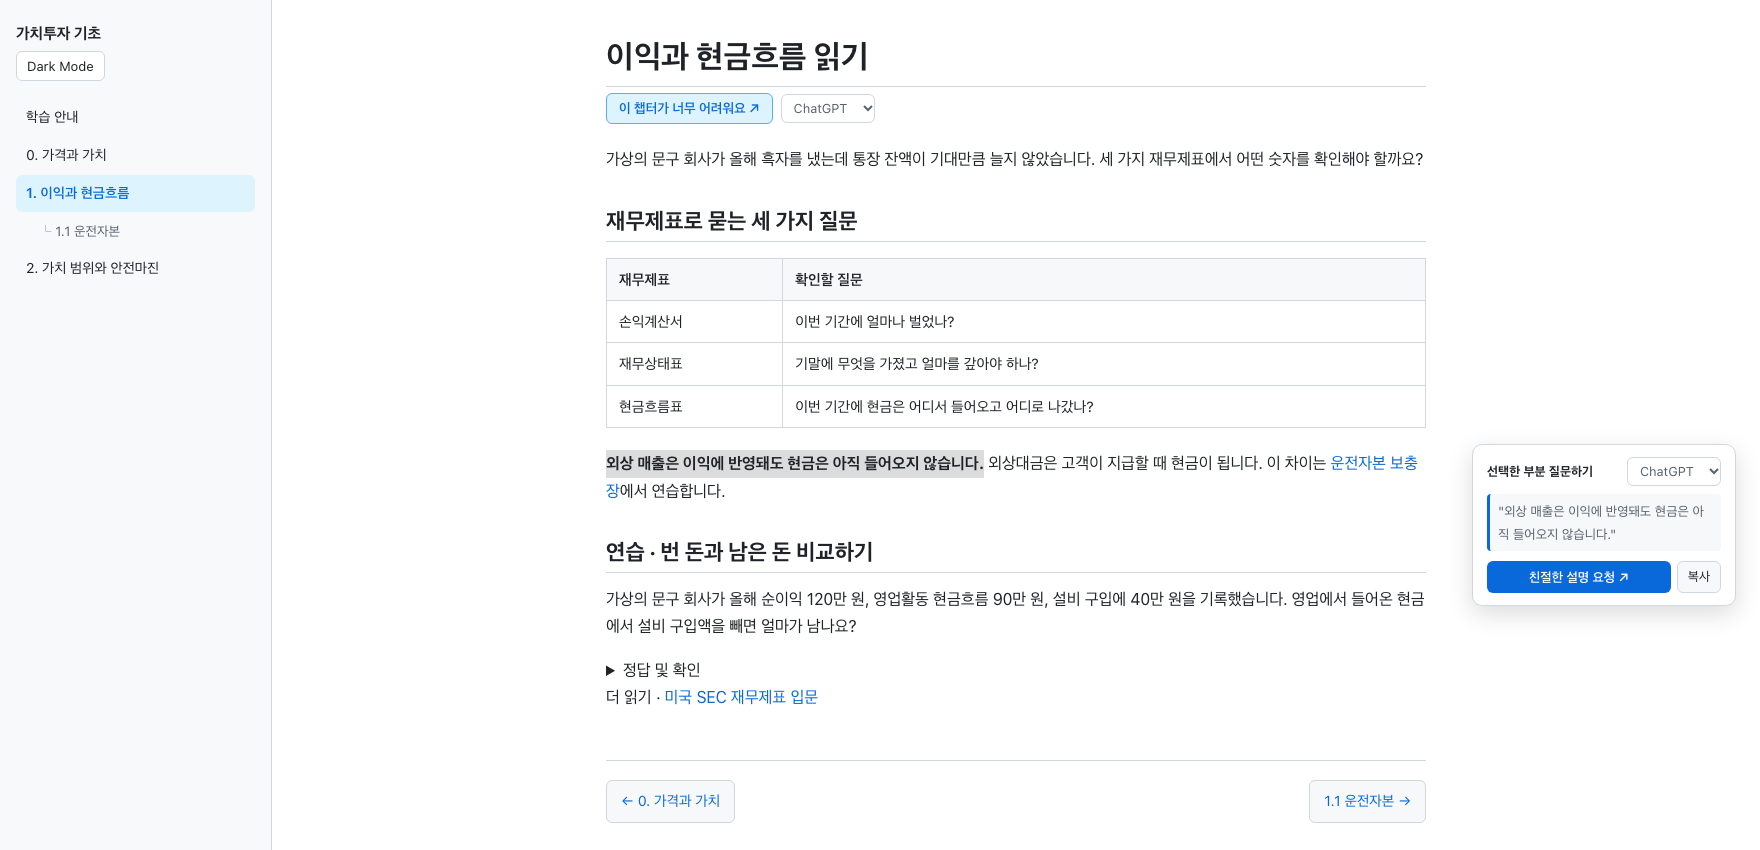 가치투자 기초
Dark Mode
학습 안내
0. 가격과 가치
1. 이익과 현금흐름
└ 1.1 운전자본
2. 가치 범위와 안전마진
이익과 현금흐름 읽기
이 챕터가 너무 어려워요 ↗
ChatGPT
가상의 문구 회사가 올해 흑자를 냈는데 통장 잔액이 기대만큼 늘지 않았습니다. 세 가지 재무제표에서 어떤 숫자를 확인해야 할까요?
재무제표로 묻는 세 가지 질문
재무제표 확인할 질문
손익계산서 이번 기간에 얼마나 벌었나?
재무상태표 기말에 무엇을 가졌고 얼마를 갚아야 하나?
현금흐름표 이번 기간에 현금은 어디서 들어오고 어디로 나갔나?
외상 매출은 이익에 반영돼도 현금은 아직 들어오지 않습니다. 외상대금은 고객이 지급할 때 현금이 됩니다. 이 차이는 운전자본 보충
장에서 연습합니다.
연습 · 번 돈과 남은 돈 비교하기
가상의 문구 회사가 올해 순이익 120만 원, 영업활동 현금흐름 90만 원, 설비 구입에 40만 원을 기록했습니다. 영업에서 들어온 현금
에서 설비 구입액을 빼면 얼마가 남나요?
▶ 정답 및 확인
더 읽기 · 미국 SEC 재무제표 입문
← 0. 가격과 가치
1.1 운전자본 →
선택한 부분 질문하기
ChatGPT
"외상 매출은 이익에 반영돼도 현금은 아
직 들어오지 않습니다."
친절한 설명 요청 ↗
복사